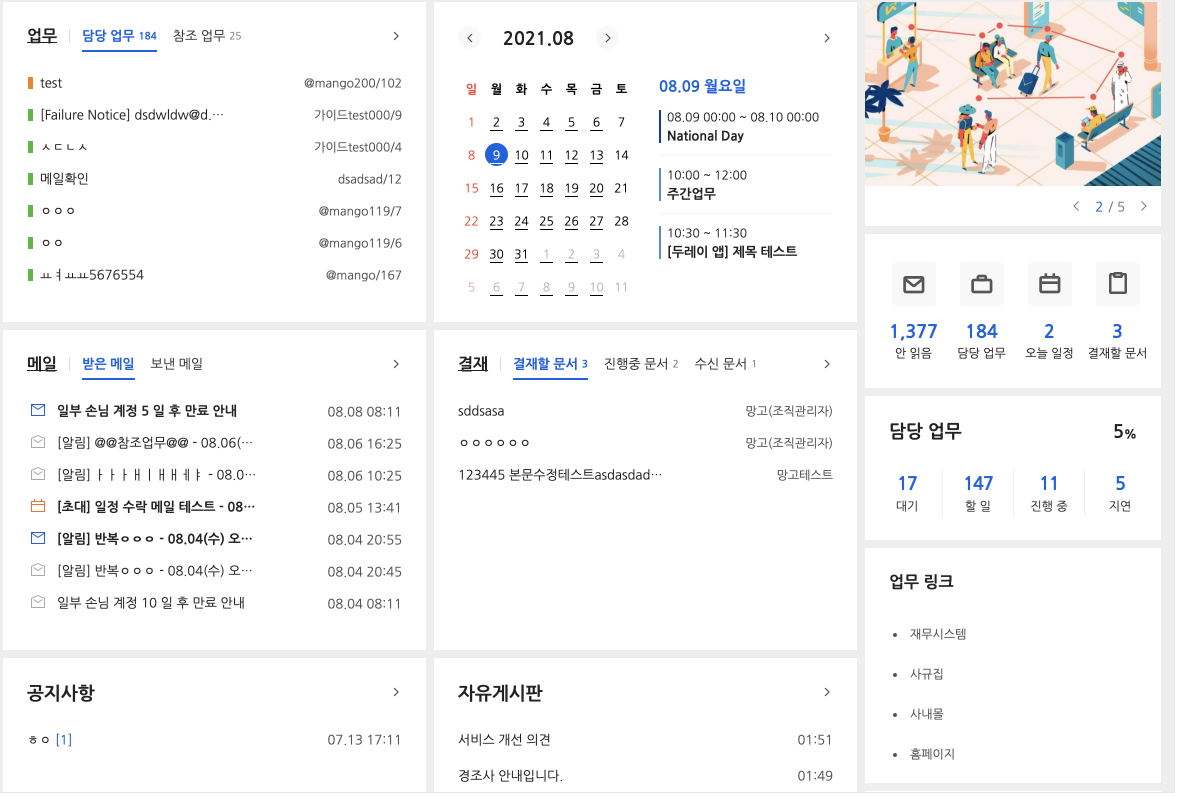 업무 담당 업무 184 참조 업무 25
test @mango200/102
[Failure Notice] dsdwldw@d.… 가이드test000/9
ㅅㄷㄴㅅ 가이드test000/4
메일확인 dsadsad/12
ㅇㅇㅇ @mango119/7
ㅇㅇ @mango119/6
ㅛㅕㅛㅛ5676554 @mango/167
2021.08
일 월 화 수 목 금 토
1 2 3 4 5 6 7
8 9 10 11 12 13 14
15 16 17 18 19 20 21
22 23 24 25 26 27 28
29 30 31 1 2 3 4
5 6 7 8 9 10 11
08.09 월요일
08.09 00:00 ~ 08.10 00:00
National Day
10:00 ~ 12:00
주간업무
10:30 ~ 11:30
[두레이 앱] 제목 테스트
2 / 5
1,377 184 2 3
안 읽음 담당 업무 오늘 일정 결재할 문서
메일 받은 메일 보낸 메일
일부 손님 계정 5 일 후 만료 안내 08.08 08:11
[알림] @@참조업무@@ - 08.06(… 08.06 16:25
[알림] ㅏㅏㅏㅐㅣㅐㅐㅔㅑ - 08.0… 08.06 10:25
[초대] 일정 수락 메일 테스트 - 08… 08.05 13:41
[알림] 반복ㅇㅇㅇ - 08.04(수) 오… 08.04 20:55
[알림] 반복ㅇㅇㅇ - 08.04(수) 오… 08.04 20:45
일부 손님 계정 10 일 후 만료 안내 08.04 08:11
결재 결재할 문서 3 진행중 문서 2 수신 문서 1
sddsasa 망고(조직관리자)
ㅇㅇㅇㅇㅇㅇ 망고(조직관리자)
123445 본문수정테스트asdasdad… 망고테스트
담당 업무 5%
17 147 11 5
대기 할 일 진행 중 지연
업무 링크
• 재무시스템
• 사규집
• 사내몰
• 홈페이지
공지사항
ㅎㅇ [1] 07.13 17:11
자유게시판
서비스 개선 의견 01:51
경조사 안내입니다. 01:49